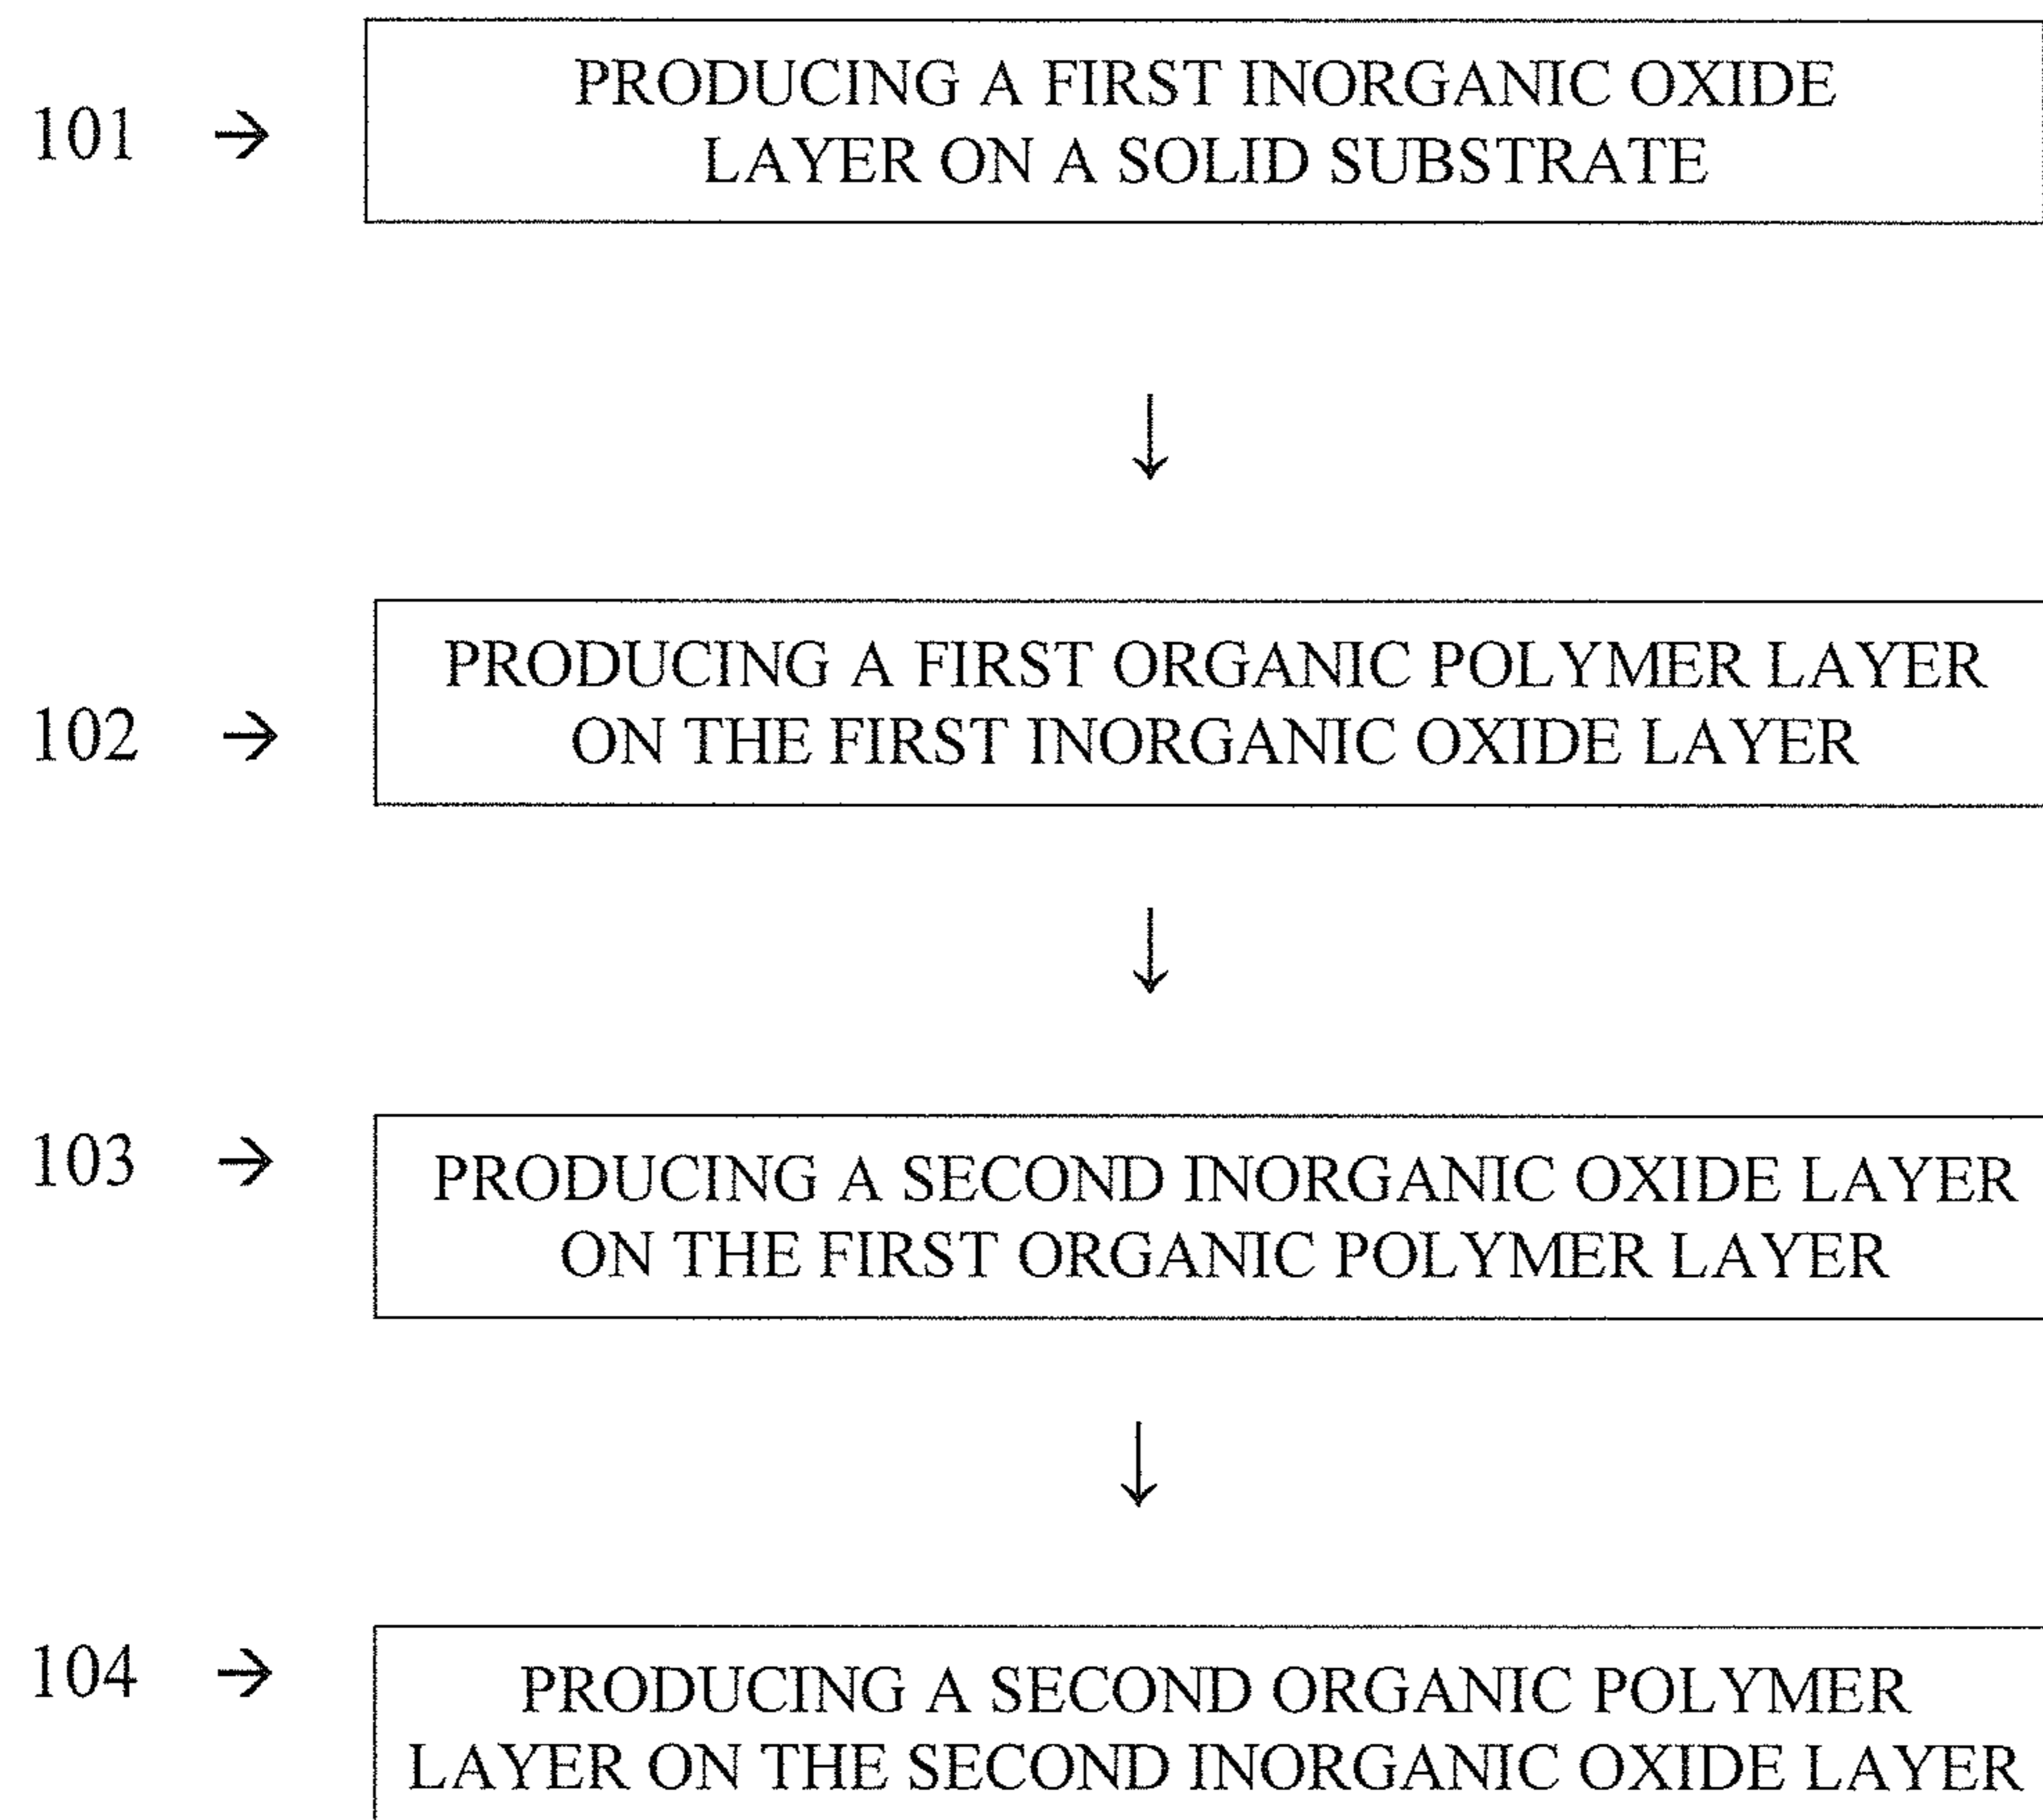 101 → PRODUCING A FIRST INORGANIC OXIDE
LAYER ON A SOLID SUBSTRATE
↓
102 → PRODUCING A FIRST ORGANIC POLYMER LAYER
ON THE FIRST INORGANIC OXIDE LAYER
↓
103 → PRODUCING A SECOND INORGANIC OXIDE LAYER
ON THE FIRST ORGANIC POLYMER LAYER
↓
104 → PRODUCING A SECOND ORGANIC POLYMER
LAYER ON THE SECOND INORGANIC OXIDE LAYER